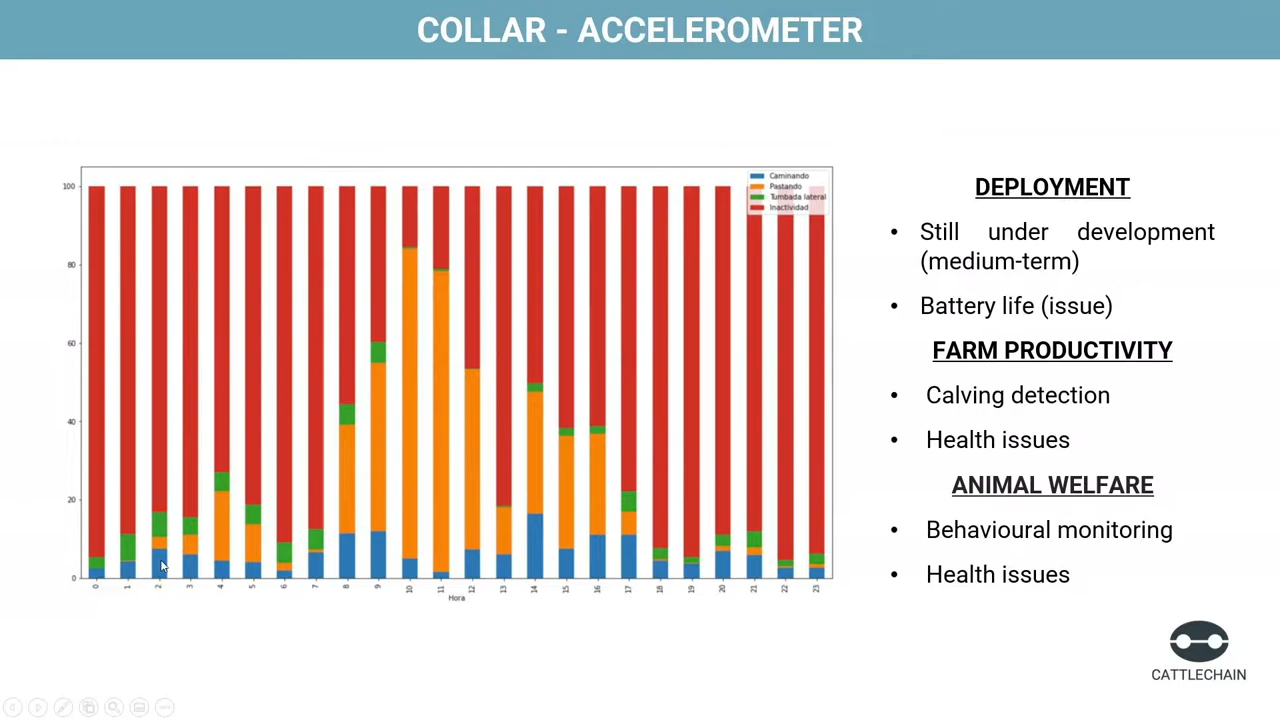 COLLAR - ACCELEROMETER
100
80
60
40
20
0
Caminando
Pastando
Tumbada lateral
Inactividad
0 1 2 3 4 5 6 7 8 9 10 11 12 13 14 15 16 17 18 19 20 21 22 23
Hora
DEPLOYMENT
• Still under development
(medium-term)
• Battery life (issue)
FARM PRODUCTIVITY
• Calving detection
• Health issues
ANIMAL WELFARE
• Behavioural monitoring
• Health issues
CATTLECHAIN